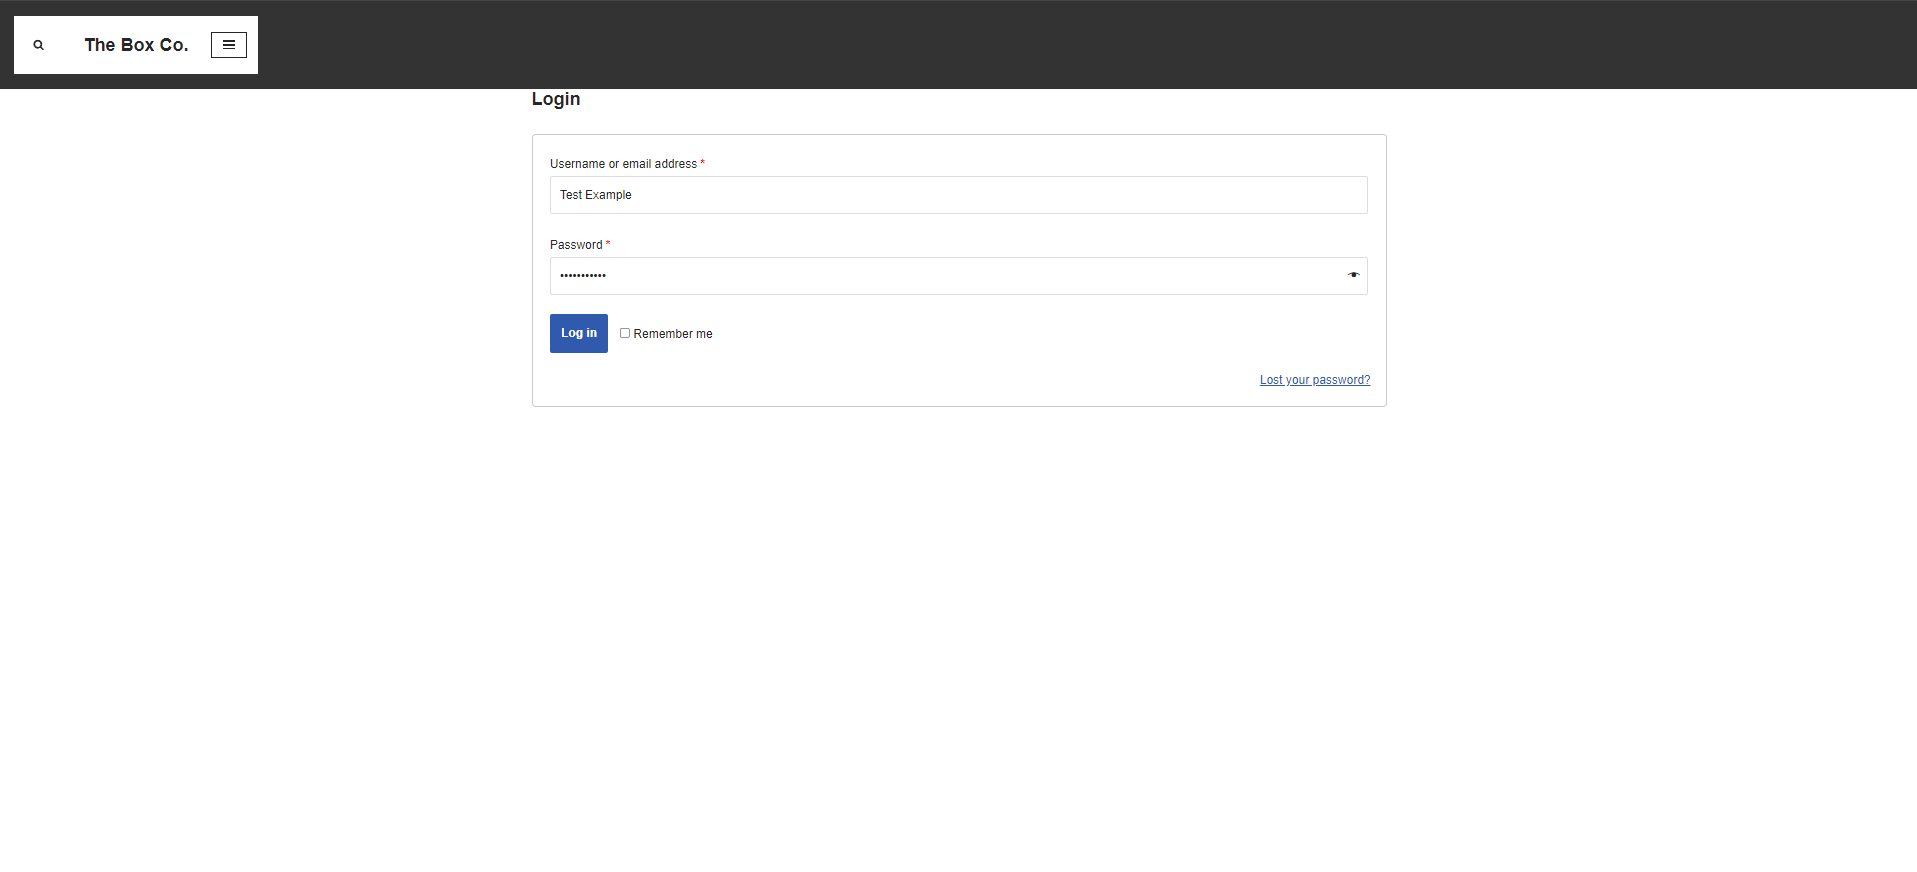 The Box Co.
Login
Username or email address *
Test Example
Password *
•••••••••••
Log in
Remember me
Lost your password?